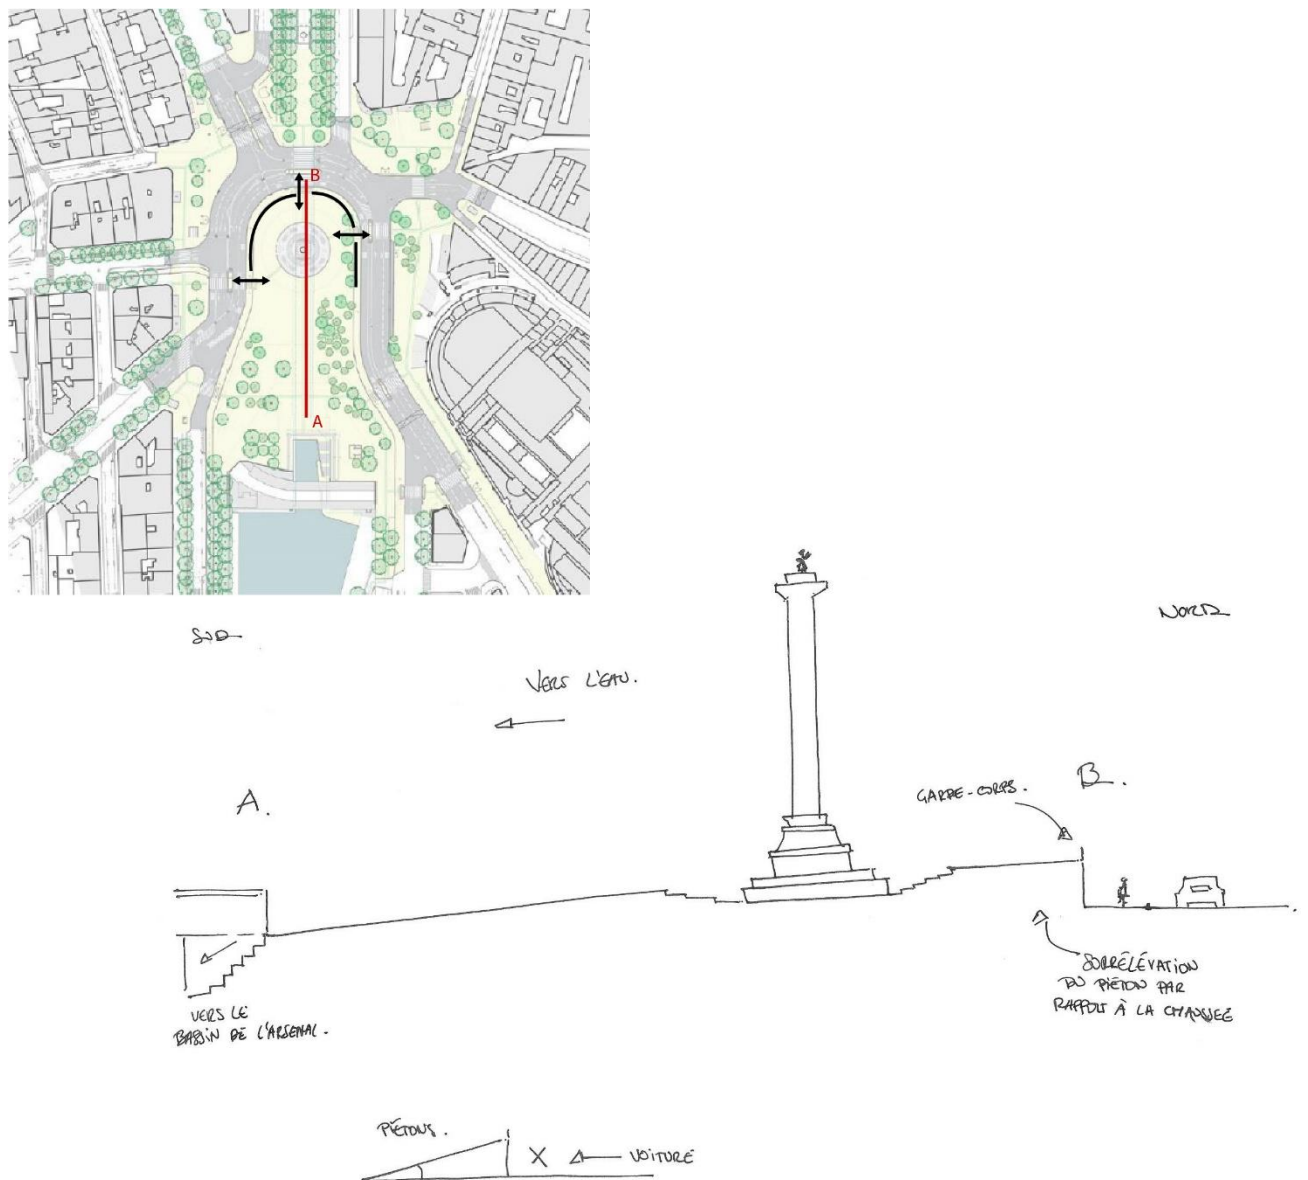 B
A
SUD
NORD
VERS L'EAU.
A.
GARDE-CORPS.
B.
SURRÉLÉVATION
DU PIÉTON PAR
RAPPORT À LA CHAUSSÉE
VERS LE
BASSIN DE L'ARSENAL.
PIÉTONS.
X
VOITURE